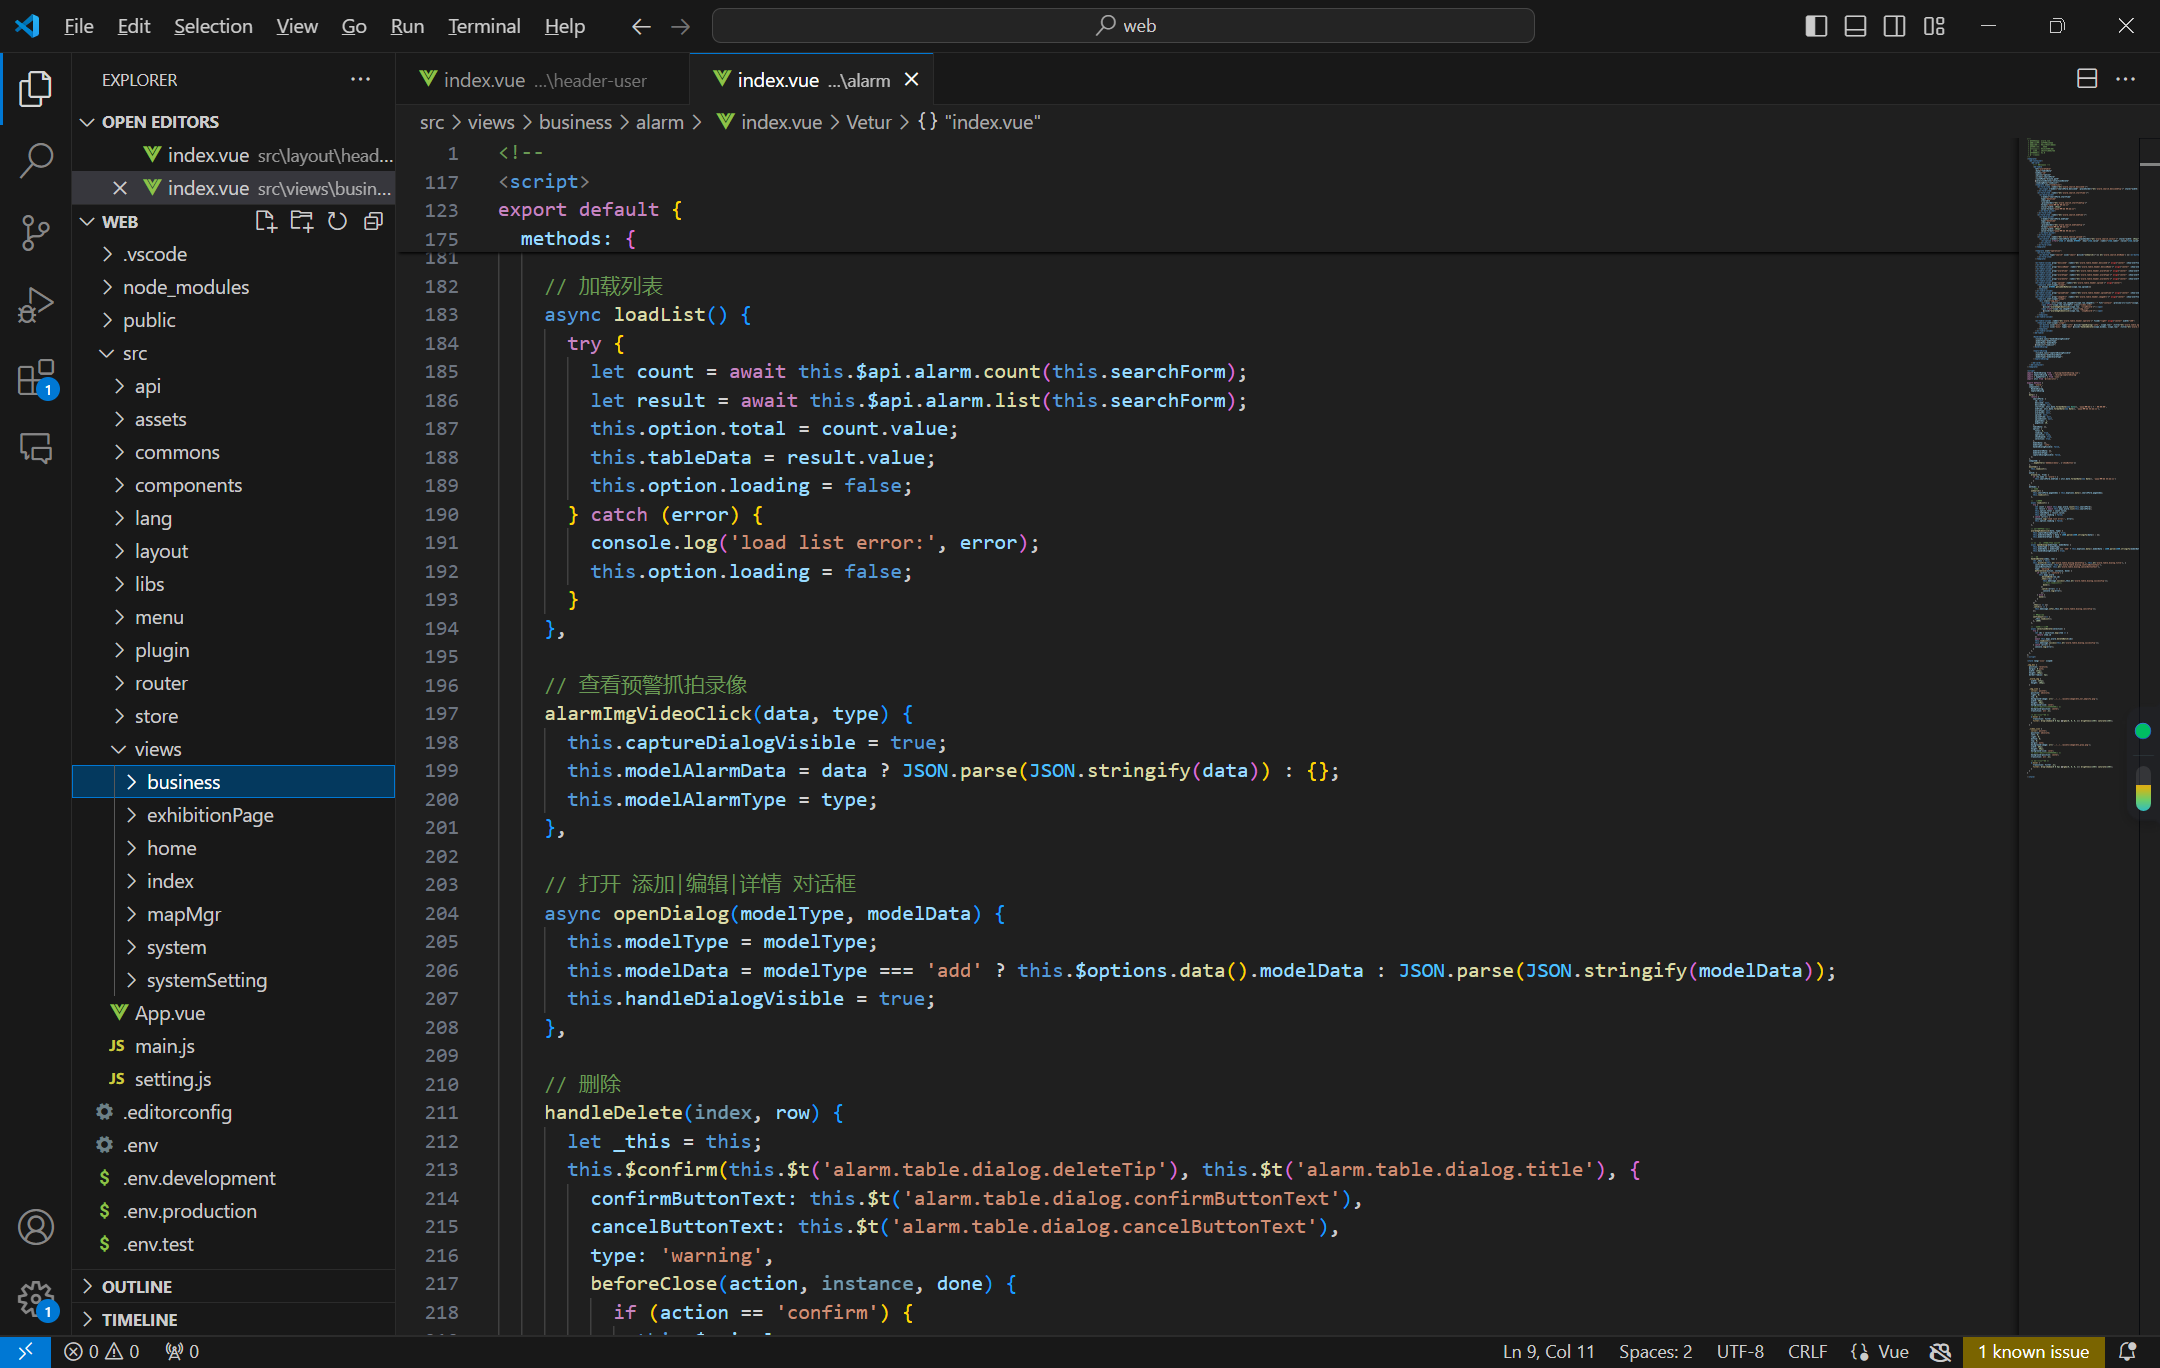 File Edit Selection View Go Run Terminal Help
web
EXPLORER
OPEN EDITORS
index.vue src\layout\head...
index.vue src\views\busin...
WEB
.vscode
node_modules
public
src
api
assets
commons
components
lang
layout
libs
menu
plugin
router
store
views
business
exhibitionPage
home
index
mapMgr
system
systemSetting
App.vue
JS main.js
JS setting.js
.editorconfig
.env
$ .env.development
$ .env.production
$ .env.test
OUTLINE
TIMELINE
1
1
index.vue ...\header-user
index.vue ...\alarm
src > views > business > alarm > index.vue > Vetur > {} "index.vue"
1 <!--
117 <script>
123 export default {
175 methods: {
181
182 // 加载列表
183 async loadList() {
184 try {
185 let count = await this.$api.alarm.count(this.searchForm);
186 let result = await this.$api.alarm.list(this.searchForm);
187 this.option.total = count.value;
188 this.tableData = result.value;
189 this.option.loading = false;
190 } catch (error) {
191 console.log('load list error:', error);
192 this.option.loading = false;
193 }
194 },
195
196 // 查看预警抓拍录像
197 alarmImgVideoClick(data, type) {
198 this.captureDialogVisible = true;
199 this.modelAlarmData = data ? JSON.parse(JSON.stringify(data)) : {};
200 this.modelAlarmType = type;
201 },
202
203 // 打开 添加|编辑|详情 对话框
204 async openDialog(modelType, modelData) {
205 this.modelType = modelType;
206 this.modelData = modelType === 'add' ? this.$options.data().modelData : JSON.parse(JSON.stringify(modelData));
207 this.handleDialogVisible = true;
208 },
209
210 // 删除
211 handleDelete(index, row) {
212 let _this = this;
213 this.$confirm(this.$t('alarm.table.dialog.deleteTip'), this.$t('alarm.table.dialog.title'), {
214 confirmButtonText: this.$t('alarm.table.dialog.confirmButtonText'),
215 cancelButtonText: this.$t('alarm.table.dialog.cancelButtonText'),
216 type: 'warning',
217 beforeClose(action, instance, done) {
218 if (action == 'confirm') {
0 0 0
Ln 9, Col 11 Spaces: 2 UTF-8 CRLF {} Vue 1 known issue